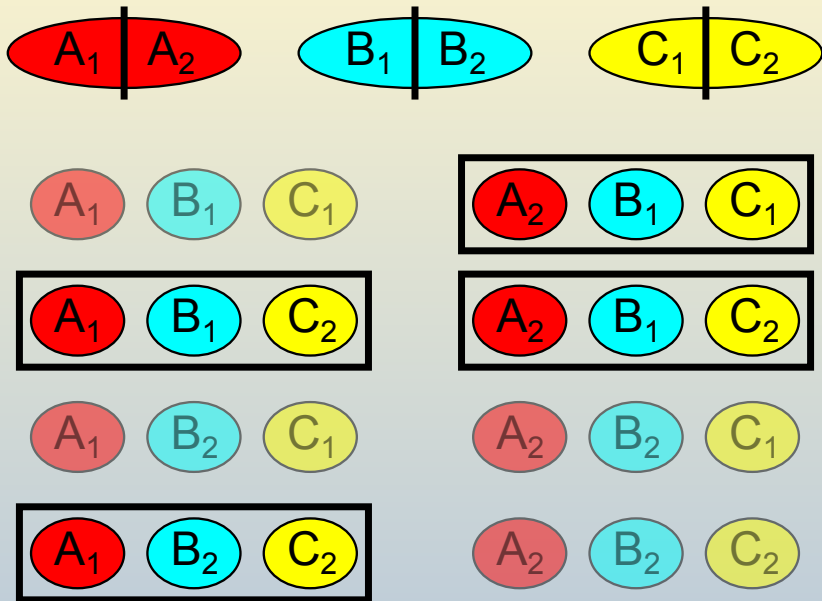 A₁ A₂ B₁ B₂ C₁ C₂
A₁ B₁ C₁ A₂ B₁ C₁
A₁ B₁ C₂ A₂ B₁ C₂
A₁ B₂ C₁ A₂ B₂ C₁
A₁ B₂ C₂ A₂ B₂ C₂